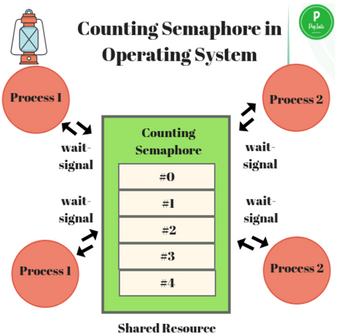 Counting Semaphore in
Operating System
P
Process 1
Process 2
Counting
Semaphore
wait-
signal
wait-
signal
#0
#1
#2
#3
#4
wait-
signal
wait-
signal
Process 1
Process 2
Shared Resource